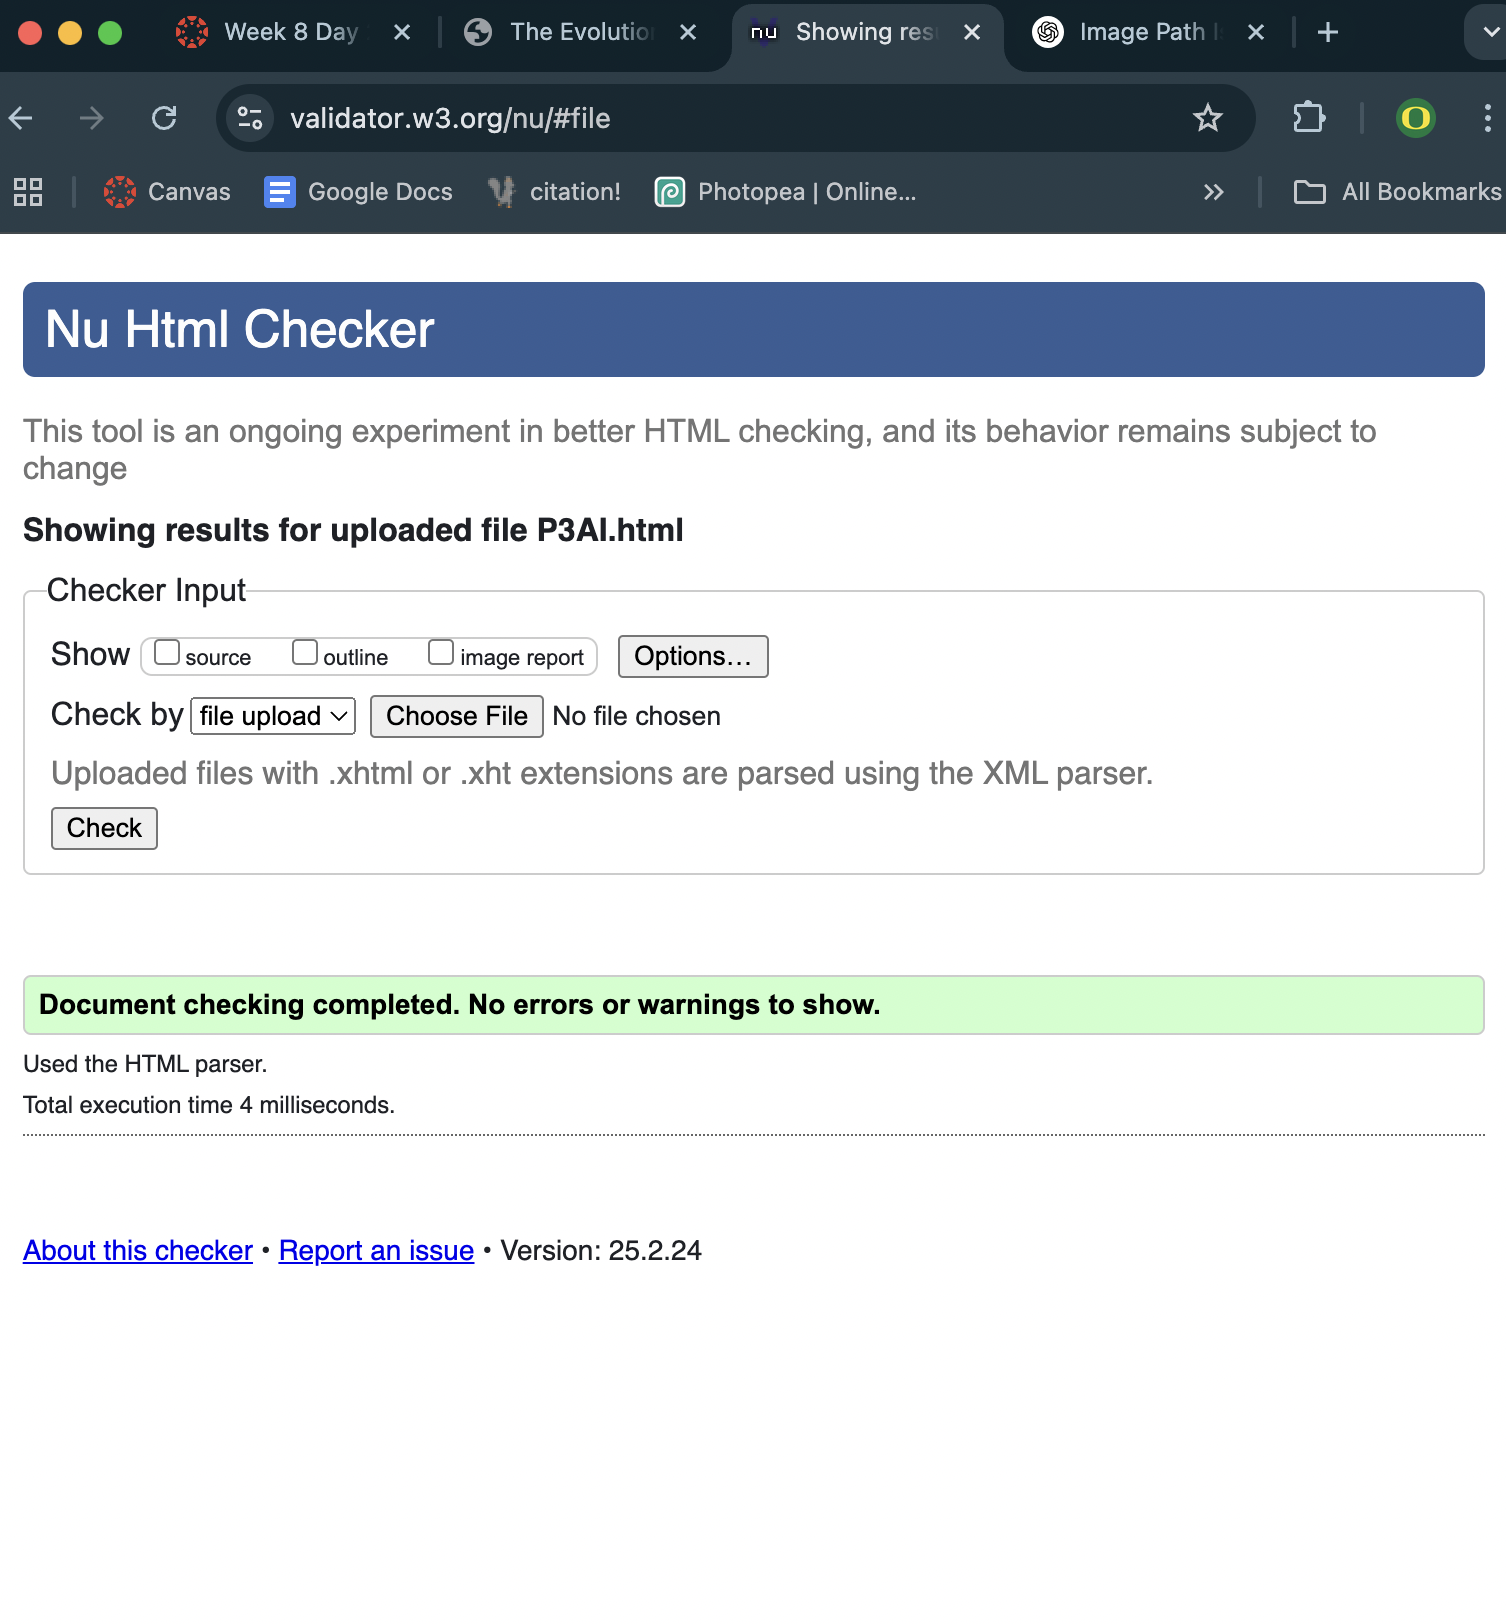 Week 8 Day
The Evolution
nu
Showing res
Image Path I
validator.w3.org/nu/#file
O
Canvas
Google Docs
citation!
Photopea | Online...
All Bookmarks
Nu Html Checker
This tool is an ongoing experiment in better HTML checking, and its behavior remains subject to
change
Showing results for uploaded file P3AI.html
Checker Input
Show source outline image report Options...
Check by file upload Choose File No file chosen
Uploaded files with .xhtml or .xht extensions are parsed using the XML parser.
Check
Document checking completed. No errors or warnings to show.
Used the HTML parser.
Total execution time 4 milliseconds.
About this checker • Report an issue • Version: 25.2.24